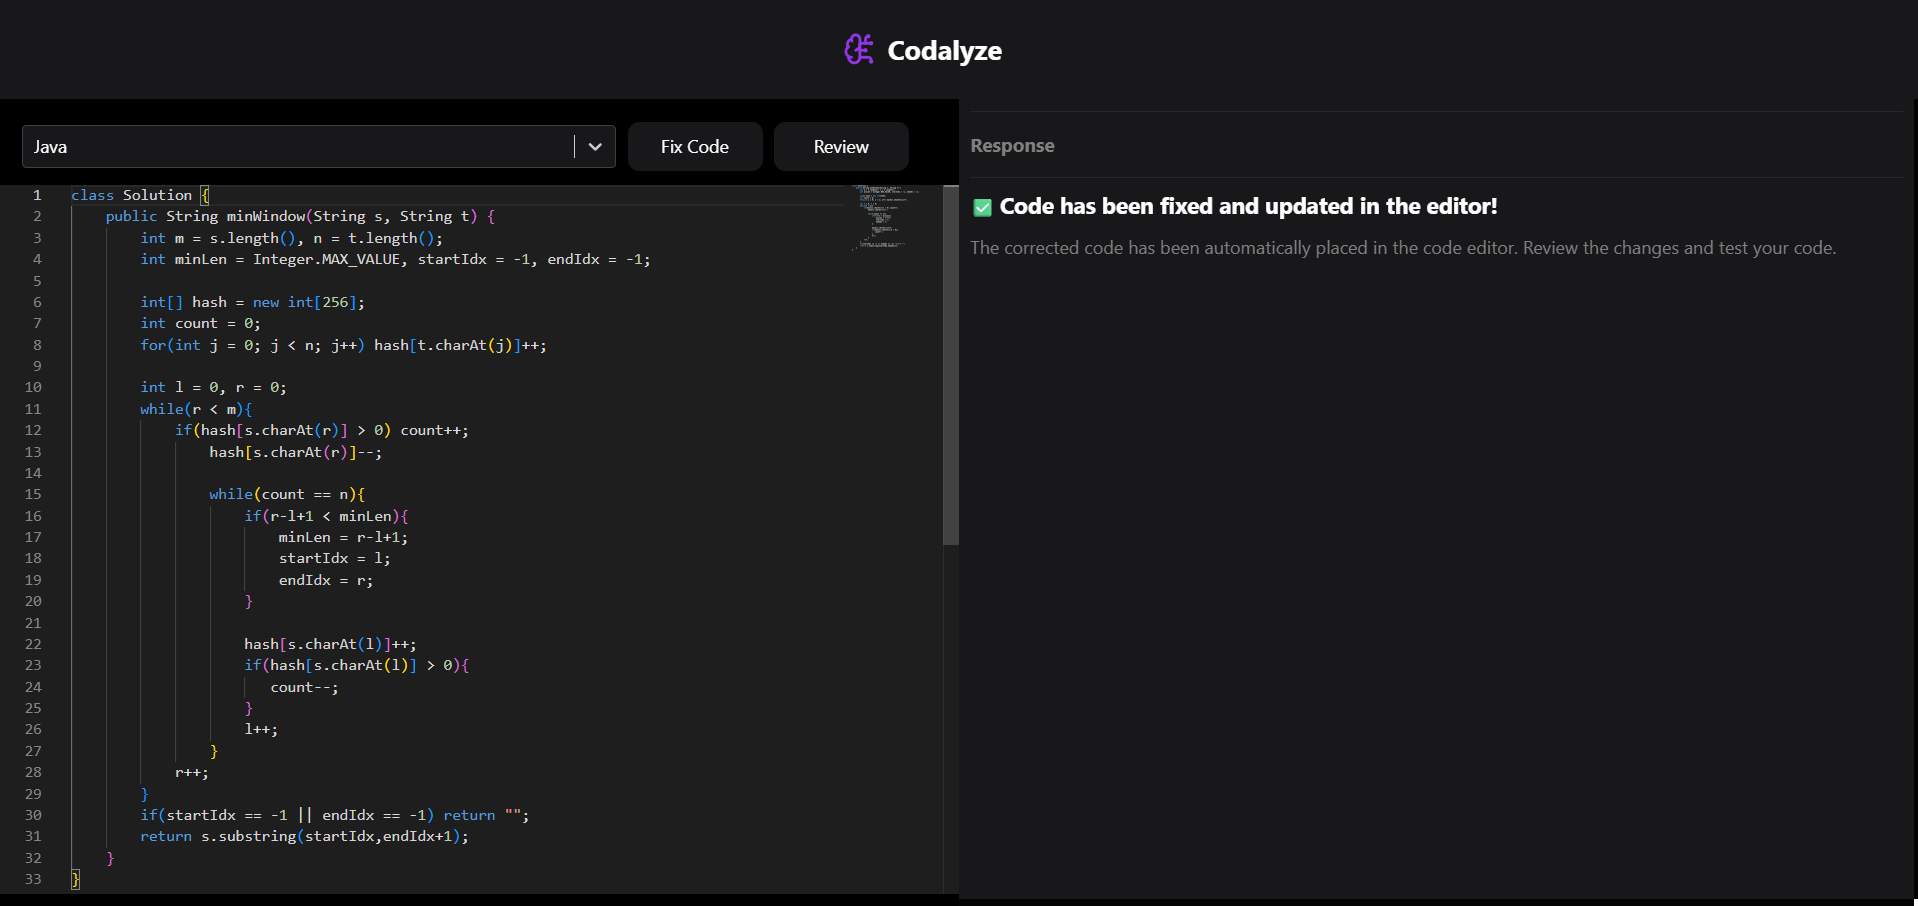 Codalyze
Java
Fix Code
Review
1 class Solution {
2 public String minWindow(String s, String t) {
3 int m = s.length(), n = t.length();
4 int minLen = Integer.MAX_VALUE, startIdx = -1, endIdx = -1;
5
6 int[] hash = new int[256];
7 int count = 0;
8 for(int j = 0; j < n; j++) hash[t.charAt(j)]++;
9
10 int l = 0, r = 0;
11 while(r < m){
12 if(hash[s.charAt(r)] > 0) count++;
13 hash[s.charAt(r)]--;
14
15 while(count == n){
16 if(r-l+1 < minLen){
17 minLen = r-l+1;
18 startIdx = l;
19 endIdx = r;
20 }
21
22 hash[s.charAt(l)]++;
23 if(hash[s.charAt(l)] > 0){
24 count--;
25 }
26 l++;
27 }
28 r++;
29 }
30 if(startIdx == -1 || endIdx == -1) return "";
31 return s.substring(startIdx,endIdx+1);
32 }
33 }
Response
✅ Code has been fixed and updated in the editor!
The corrected code has been automatically placed in the code editor. Review the changes and test your code.